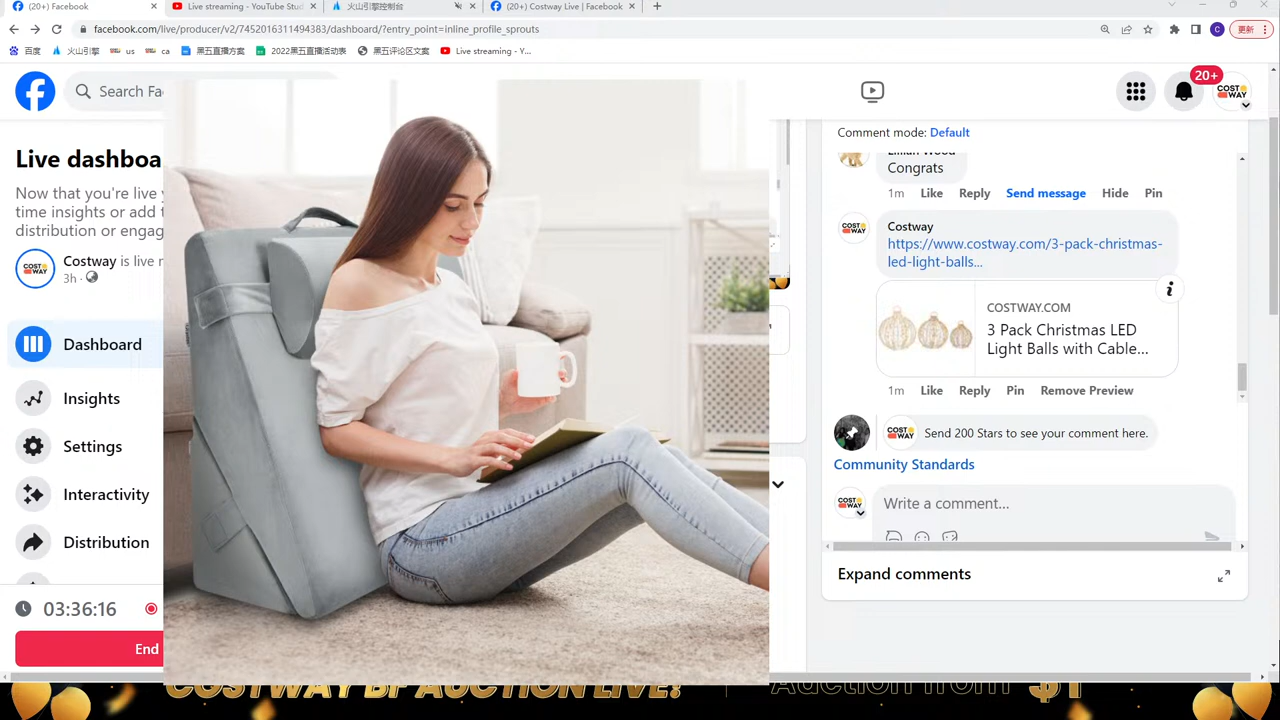 (20+) Facebook
Live streaming - YouTube Stud
火山引擎控制台
(20+) Costway Live | Facebook
facebook.com/live/producer/v2/745201631149438​3/dashboard/?entry_point=inline_profile_sprouts
更新
百度
火山引擎
us
ca
黑五直播方案
2022黑五直播活动表
黑五评论区文案
Live streaming - Y...
Search Fa
20+
COSTWAY
Live dashboa
Now that you're live y
time insights or add t
distribution or engag
Costway is live n
3h
Dashboard
Insights
Settings
Interactivity
Distribution
03:36:16
End
Comment mode: Default
Lillian Wood
Congrats
1m Like Reply Send message Hide Pin
Costway
https://www.costway.com/3-pack-christmas-
led-light-balls...
COSTWAY.COM
3 Pack Christmas LED
Light Balls with Cable...
1m Like Reply Pin Remove Preview
Send 200 Stars to see your comment here.
Community Standards
Write a comment...
Expand comments
COSTWAY BF AUCTION LIVE!
Auction from $1